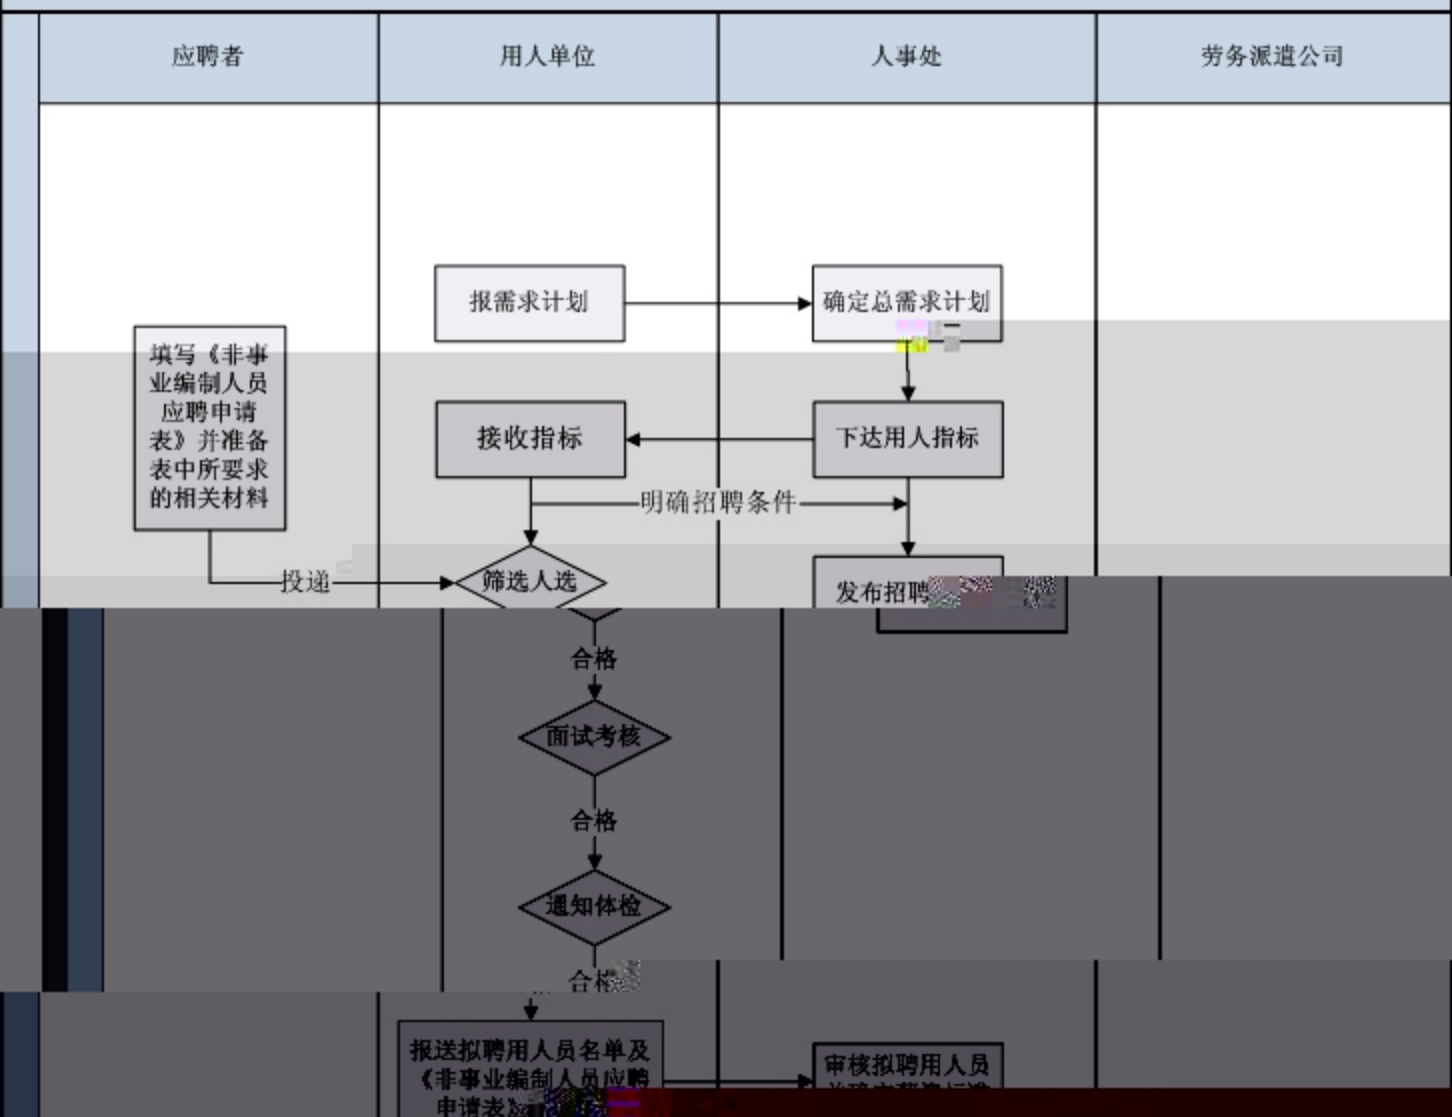 应聘者
用人单位
人事处
劳务派遣公司
报需求计划
确定总需求计划
填写《非事
业编制人员
应聘申请
表》并准备
表中所要求
的相关材料
接收指标
下达用人指标
明确招聘条件
投递
筛选人选
发布招聘
合格
面试考核
合格
通知体检
合格
报送拟聘用人员名单及
《非事业编制人员应聘
申请表》
审核拟聘用人员